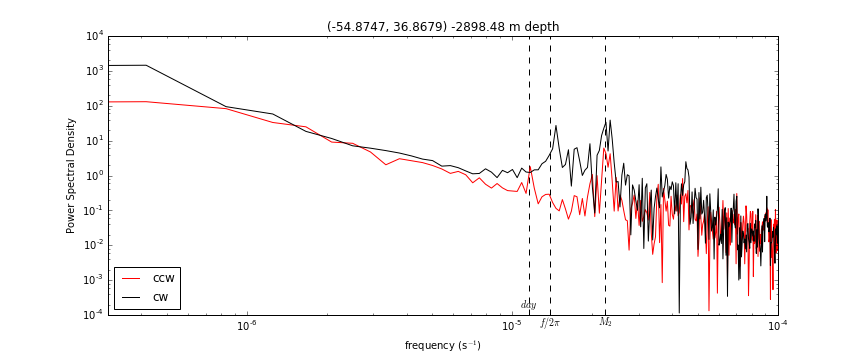 (-54.8747, 36.8679) -2898.48 m depth
Power Spectral Density
10^4
10^3
10^2
10^1
10^0
10^-1
10^-2
10^-3
10^-4
ccw
cw
day
f/2π
M_2
10^-6
10^-5
10^-4
frequency (s^-1)